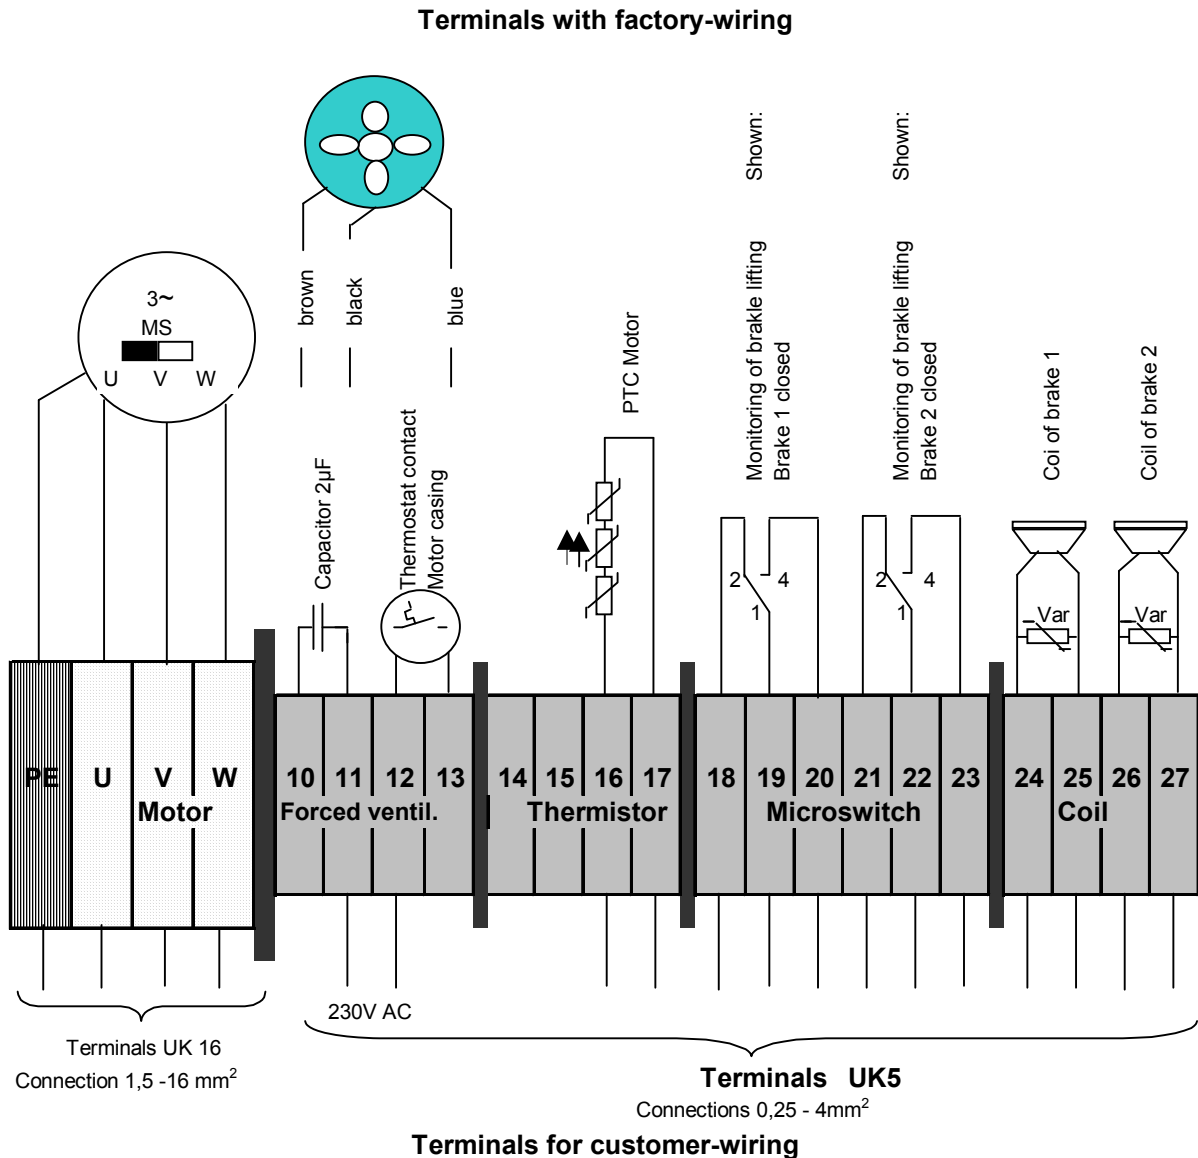 Terminals with factory-wiring
3~
MS
U V W
brown
black
blue
Capacitor 2µF
Thermostat contact
Motor casing
PTC Motor
Monitoring of brakle lifting Shown:
Brake 1 closed
Monitoring of brakle lifting Shown:
Brake 2 closed
Coi of brake 1
Coil of brake 2
2 4
1
2 4
1
Var
Var
PE U V W
Motor
10 11 12 13
Forced ventil.
14 15 16 17
Thermistor
18 19 20 21 22 23
Microswitch
24 25 26 27
Coil
230V AC
Terminals UK 16
Connection 1,5 -16 mm²
Terminals UK5
Connections 0,25 - 4mm²
Terminals for customer-wiring